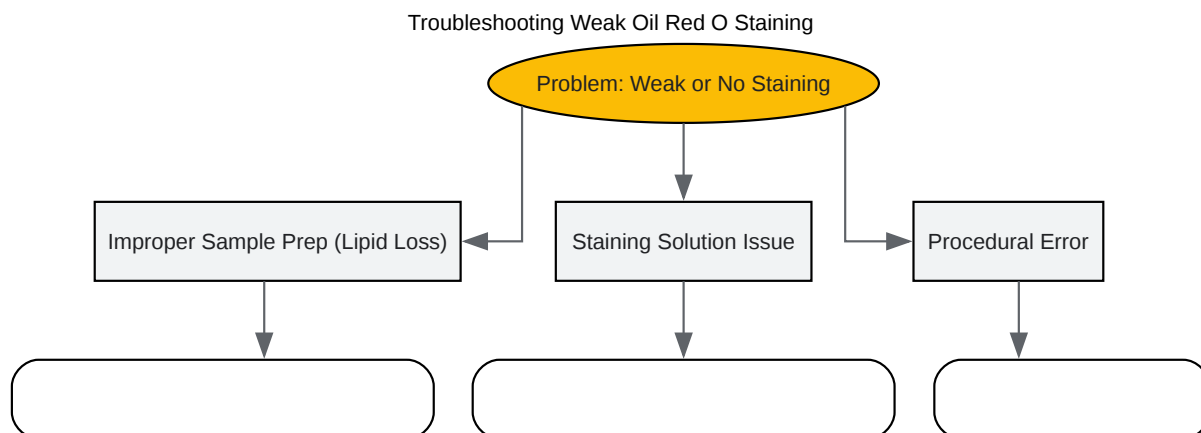 Troubleshooting Weak Oil Red O Staining
Problem: Weak or No Staining
Improper Sample Prep (Lipid Loss)
Staining Solution Issue
Procedural Error